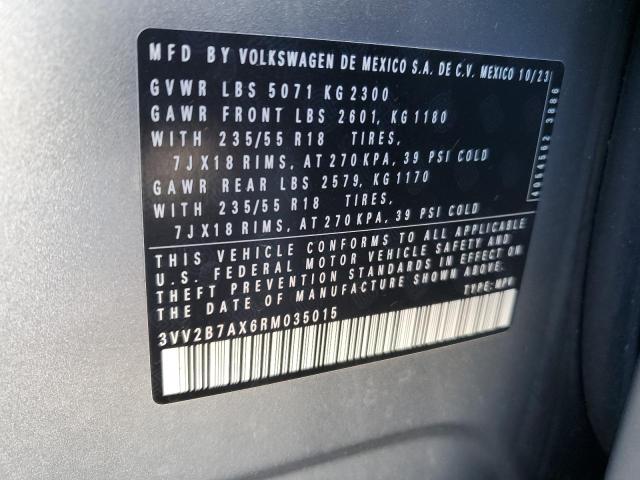 MFD BY VOLKSWAGEN DE MEXICO S.A. DE C.V. MEXICO 10/23
GVWR LBS 5071 KG 2300
GAWR FRONT LBS 2601, KG 1180
WITH 235/55 R18 TIRES,
7JX18 RIMS, AT 270 KPA, 39 PSI COLD
GAWR REAR LBS 2579, KG 1170
WITH 235/55 R18 TIRES,
7JX18 RIMS, AT 270 KPA, 39 PSI COLD
THIS VEHICLE CONFORMS TO ALL APPLICABLE
U.S. FEDERAL MOTOR VEHICLE SAFETY AND
THEFT PREVENTION STANDARDS IN EFFECT ON
THE DATE OF MANUFACTURE SHOWN ABOVE.
TYPE: MPV
3VV2B7AX6RM035015
3886